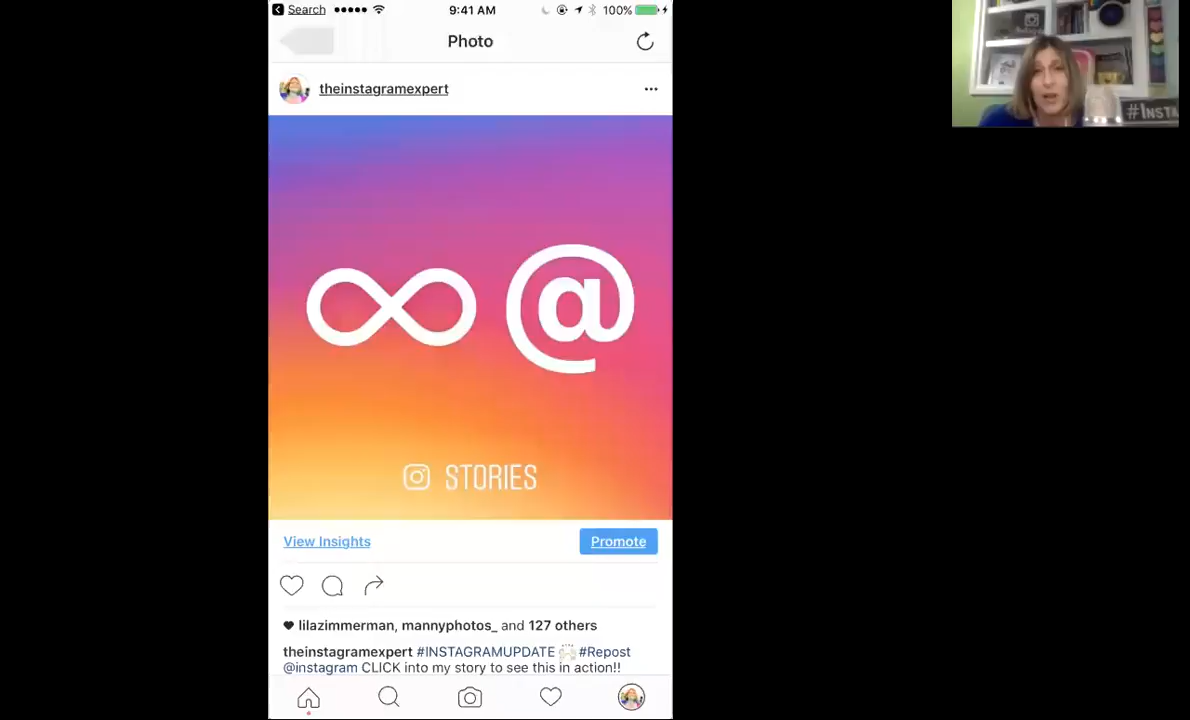 Search 9:41 AM 100%
Photo
theinstagramexpert
∞ @
STORIES
View Insights Promote
lilazimmerman, mannyphotos_ and 127 others
theinstagramexpert #INSTAGRAMUPDATE #Repost
@instagram CLICK into my story to see this in action!!